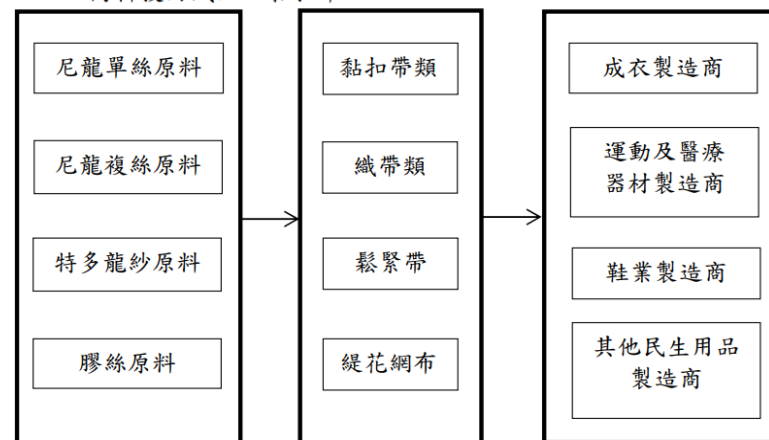 尼龍單絲原料
尼龍複絲原料
特多龍紗原料
膠絲原料
黏扣帶類
織帶類
鬆緊帶
緹花網布
成衣製造商
運動及醫療
器材製造商
鞋業製造商
其他民生用品
製造商